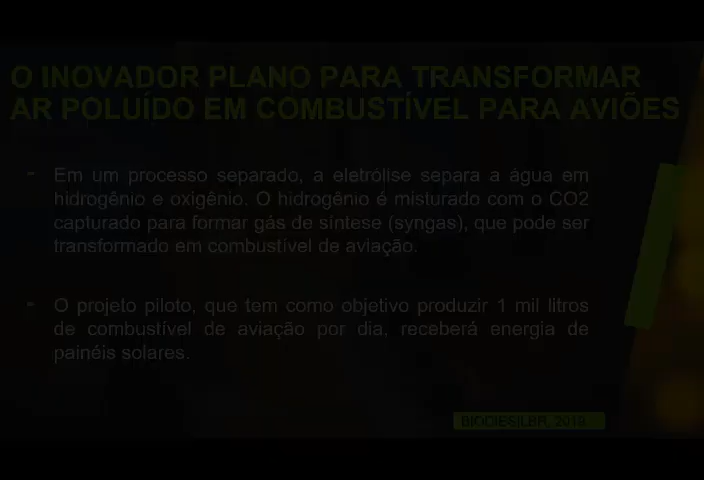 O INOVADOR PLANO PARA TRANSFORMAR
AR POLUÍDO EM COMBUSTÍVEL PARA AVIÕES
- Em um processo separado, a eletrólise separa a água em
hidrogênio e oxigênio. O hidrogênio é misturado com o CO2
capturado para formar gás de síntese (syngas), que pode ser
transformado em combustível de aviação.
- O projeto piloto, que tem como objetivo produzir 1 mil litros
de combustível de aviação por dia, receberá energia de
painéis solares.
BIODIESILBR, 2019.